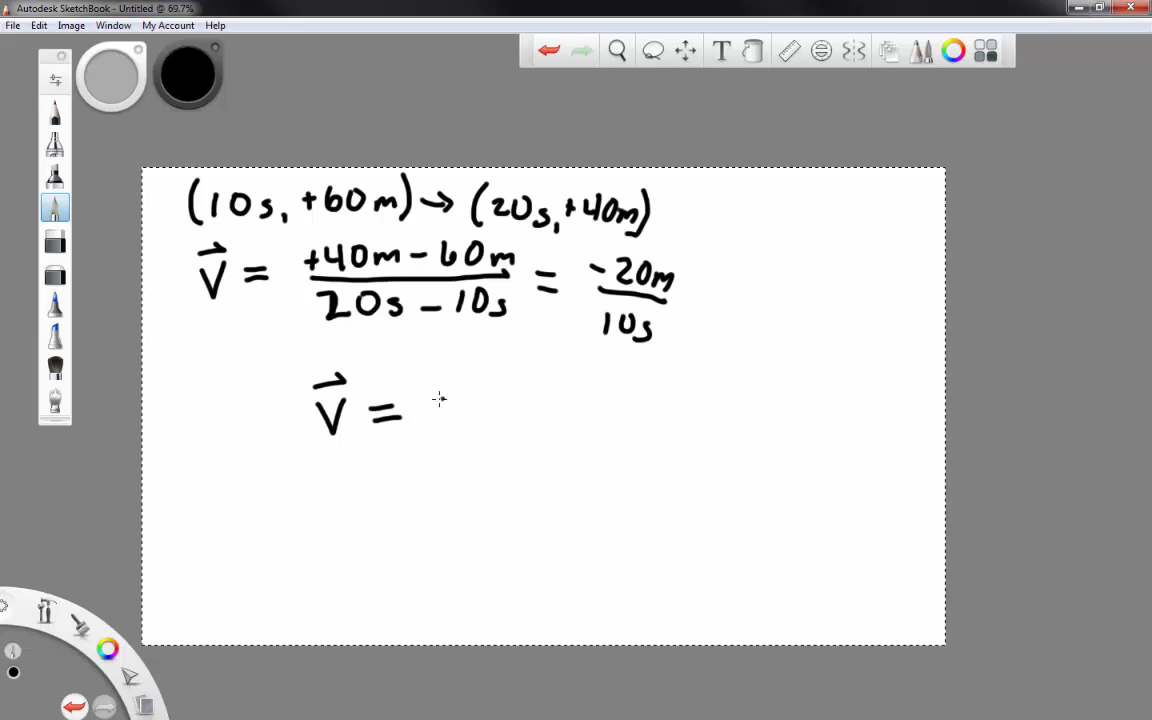 Autodesk SketchBook - Untitled @ 69.7%
File Edit Image Window My Account Help
T
(10s, +60m) → (20s, +40m)
V⃗ = +40m - 60m / 20s - 10s = -20m / 10s
V⃗ =